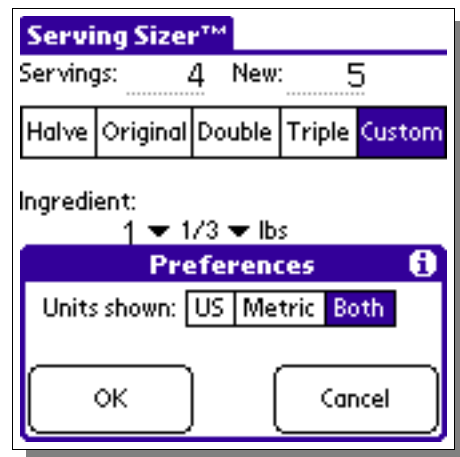 Serving Sizer™
Servings: 4 New: 5
Halve Original Double Triple Custom
Ingredient:
1 1/3 lbs
Preferences i
Units shown: US Metric Both
OK Cancel